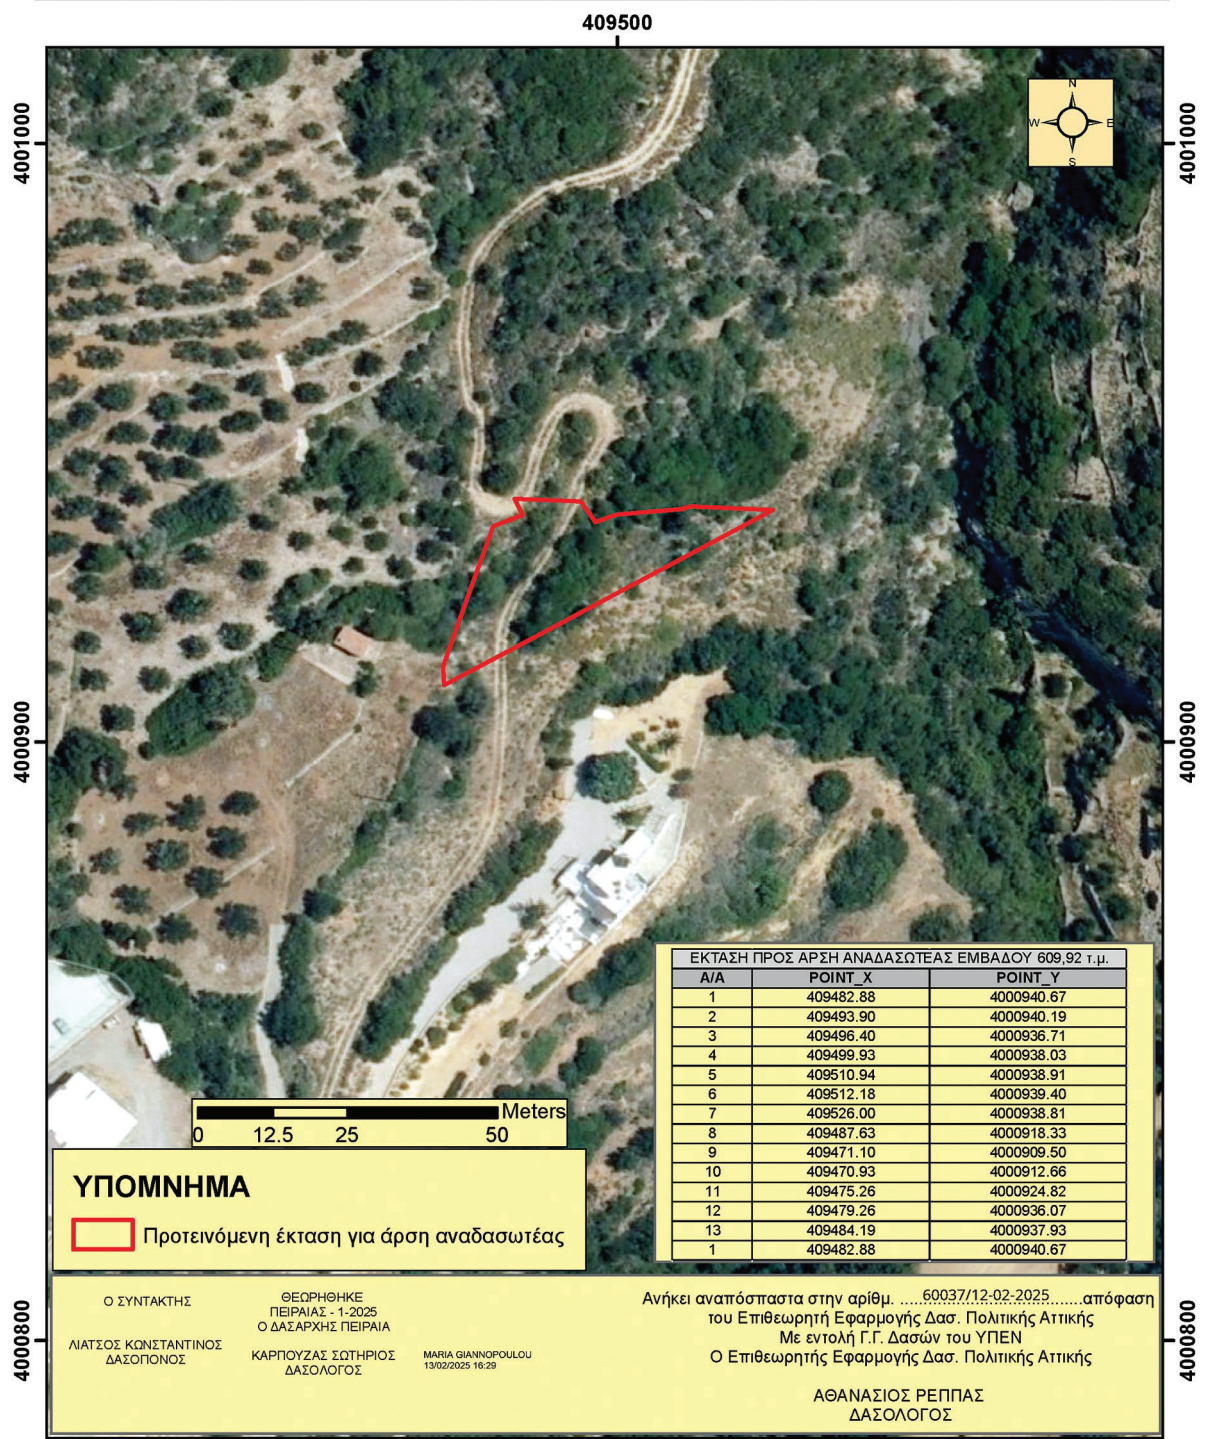 409500
4001000
4001000
N
W E
S
4000900
4000900
ΕΚΤΑΣΗ ΠΡΟΣ ΑΡΣΗ ΑΝΑΔΑΣΩΤΕΑΣ ΕΜΒΑΔΟΥ 609,92 τ.μ.
Α/Α POINT_X POINT_Y
1 409482.88 4000940.67
2 409493.90 4000940.19
3 409496.40 4000936.71
4 409499.93 4000938.03
5 409510.94 4000938.91
6 409512.18 4000939.40
7 409526.00 4000938.81
8 409487.63 4000918.33
9 409471.10 4000909.50
10 409470.93 4000912.66
11 409475.26 4000924.82
12 409479.26 4000936.07
13 409484.19 4000937.93
1 409482.88 4000940.67
Meters
0 12.5 25 50
ΥΠΟΜΝΗΜΑ
Προτεινόμενη έκταση για άρση αναδασωτέας
4000800
4000800
Ο ΣΥΝΤΑΚΤΗΣ
ΛΙΑΤΣΟΣ ΚΩΝΣΤΑΝΤΙΝΟΣ
ΔΑΣΟΠΟΝΟΣ
ΘΕΩΡΗΘΗΚΕ
ΠΕΙΡΑΙΑΣ - 1-2025
Ο ΔΑΣΑΡΧΗΣ ΠΕΙΡΑΙΑ
ΚΑΡΠΟΥΖΑΣ ΣΩΤΗΡΙΟΣ
ΔΑΣΟΛΟΓΟΣ
MARIA GIANNOPOULOU
13/02/2025 16:29
Ανήκει αναπόσπαστα στην αρίθμ. ...60037/12-02-2025......απόφαση
του Επιθεωρητή Εφαρμογής Δασ. Πολιτικής Αττικής
Με εντολή Γ.Γ. Δασών του ΥΠΕΝ
Ο Επιθεωρητής Εφαρμογής Δασ. Πολιτικής Αττικής
ΑΘΑΝΑΣΙΟΣ ΡΕΠΠΑΣ
ΔΑΣΟΛΟΓΟΣ